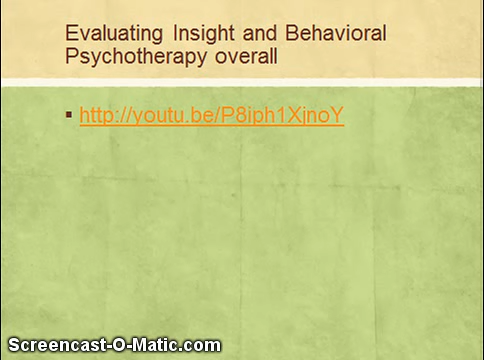 Evaluating Insight and Behavioral
Psychotherapy overall
▪ http://youtu.be/P8iph1XjnoY
Screencast-O-Matic.com